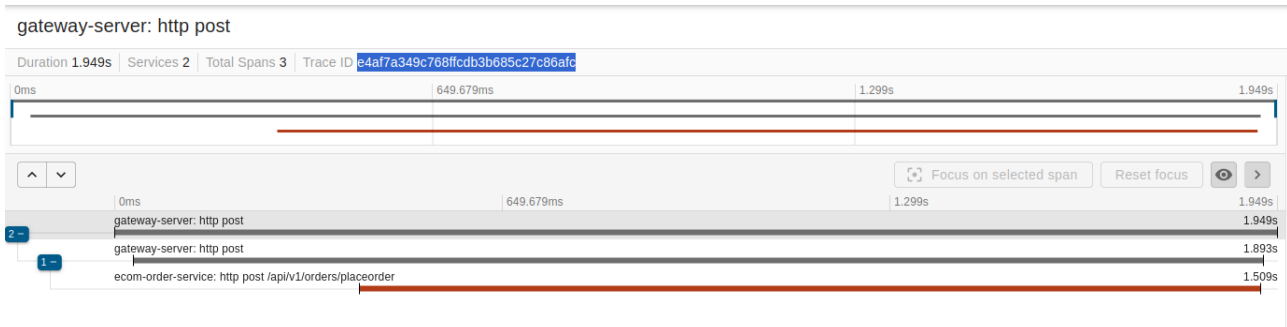 gateway-server: http post
Duration 1.949s Services 2 Total Spans 3 Trace ID e4af7a349c768ffcdb3b685c27c86afc
0ms 649.679ms 1.299s 1.949s
Focus on selected span Reset focus
0ms 649.679ms 1.299s 1.949s
gateway-server: http post 1.949s
2 −
gateway-server: http post 1.893s
1 −
ecom-order-service: http post /api/v1/orders/placeorder 1.509s